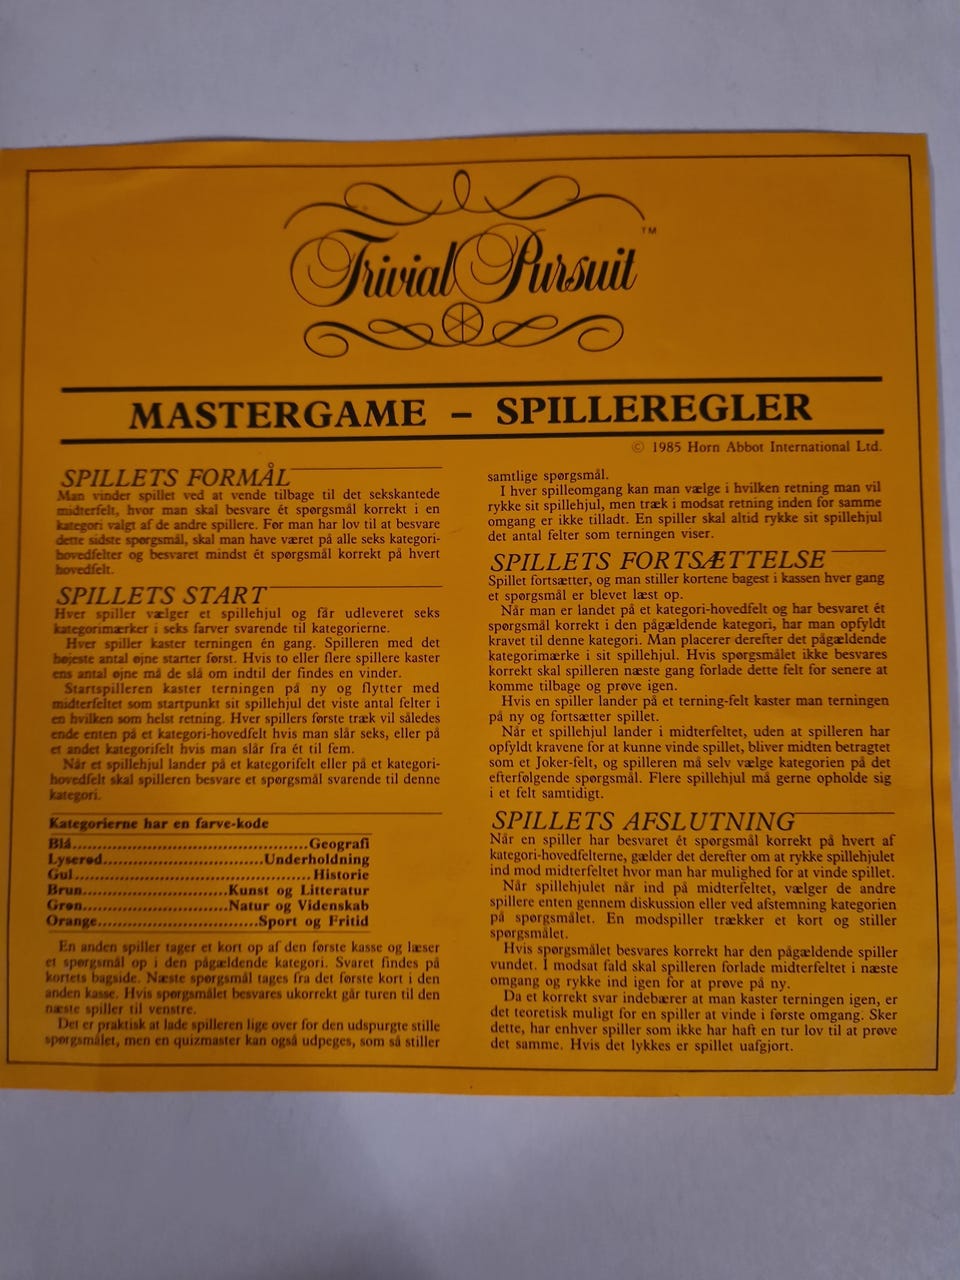 Trivial Pursuit
™
MASTERGAME – SPILLEREGLER
© 1985 Horn Abbot International Ltd.
SPILLETS FORMÅL
Man vinder spillet ved at vende tilbage til det sekskantede
midterfelt, hvor man skal besvare ét spørgsmål korrekt i en
kategori valgt af de andre spillere. Før man har lov til at besvare
dette sidste spørgsmål, skal man have været på alle seks kategori-
hovedfelter og besvaret mindst ét spørgsmål korrekt på hvert
hovedfelt.
SPILLETS START
Hver spiller vælger et spillehjul og får udleveret seks
kategorimærker i seks farver svarende til kategorierne.
Hver spiller kaster terningen én gang. Spilleren med det
højeste antal øjne starter først. Hvis to eller flere spillere kaster
ens antal øjne må de slå om indtil der findes en vinder.
Startspilleren kaster terningen på ny og flytter med
midterfeltet som startpunkt sit spillehjul det viste antal felter i
en hvilken som helst retning. Hver spillers første træk vil således
ende enten på et kategori-hovedfelt hvis man slår seks, eller på
et andet kategorifelt hvis man slår fra ét til fem.
Når et spillehjul lander på et kategorifelt eller på et kategori-
hovedfelt skal spilleren besvare et spørgsmål svarende til denne
kategori.
Kategorierne har en farve-kode
Blå..........................................Geografi
Lyserød............................Underholdning
Gul..............................................Historie
Brun.........................Kunst og Litteratur
Grøn.........................Natur og Videnskab
Orange...............................Sport og Fritid
En anden spiller tager et kort op af den første kasse og læser
et spørgsmål op i den pågældende kategori. Svaret findes på
kortets bagside. Næste spørgsmål tages fra det første kort i den
anden kasse. Hvis spørgsmålet besvares ukorrekt går turen til den
næste spiller til venstre.
Det er praktisk at lade spilleren lige over for den udspurgte stille
spørgsmålet, men en quizmaster kan også udpeges, som så stiller
samtlige spørgsmål.
I hver spilleomgang kan man vælge i hvilken retning man vil
rykke sit spillehjul, men træk i modsat retning inden for samme
omgang er ikke tilladt. En spiller skal altid rykke sit spillehjul
det antal felter som terningen viser.
SPILLETS FORTSÆTTELSE
Spillet fortsætter, og man stiller kortene bagest i kassen hver gang
et spørgsmål er blevet læst op.
Når man er landet på et kategori-hovedfelt og har besvaret ét
spørgsmål korrekt i den pågældende kategori, har man opfyldt
kravet til denne kategori. Man placerer derefter det pågældende
kategorimærke i sit spillehjul. Hvis spørgsmålet ikke besvares
korrekt skal spilleren næste gang forlade dette felt for senere at
komme tilbage og prøve igen.
Hvis en spiller lander på et terning-felt kaster man terningen
på ny og fortsætter spillet.
Når et spillehjul lander i midterfeltet, uden at spilleren har
opfyldt kravene for at kunne vinde spillet, bliver midten betragtet
som et Joker-felt, og spilleren må selv vælge kategorien på det
efterfølgende spørgsmål. Flere spillehjul må gerne opholde sig
i et felt samtidigt.
SPILLETS AFSLUTNING
Når en spiller har besvaret ét spørgsmål korrekt på hvert af
kategori-hovedfelterne, gælder det derefter om at rykke spillehjulet
ind mod midterfeltet hvor man har mulighed for at vinde spillet.
Når spillehjulet når ind på midterfeltet, vælger de andre
spillere enten gennem diskussion eller ved afstemning kategorien
på spørgsmålet. En modspiller trækker et kort og stiller
spørgsmålet.
Hvis spørgsmålet besvares korrekt har den pågældende spiller
vundet. I modsat fald skal spilleren forlade midterfeltet i næste
omgang og rykke ind igen for at prøve på ny.
Da et korrekt svar indebærer at man kaster terningen igen, er
det teoretisk muligt for en spiller at vinde i første omgang. Sker
dette, har enhver spiller som ikke har haft en tur lov til at prøve
det samme. Hvis det lykkes er spillet uafgjort.